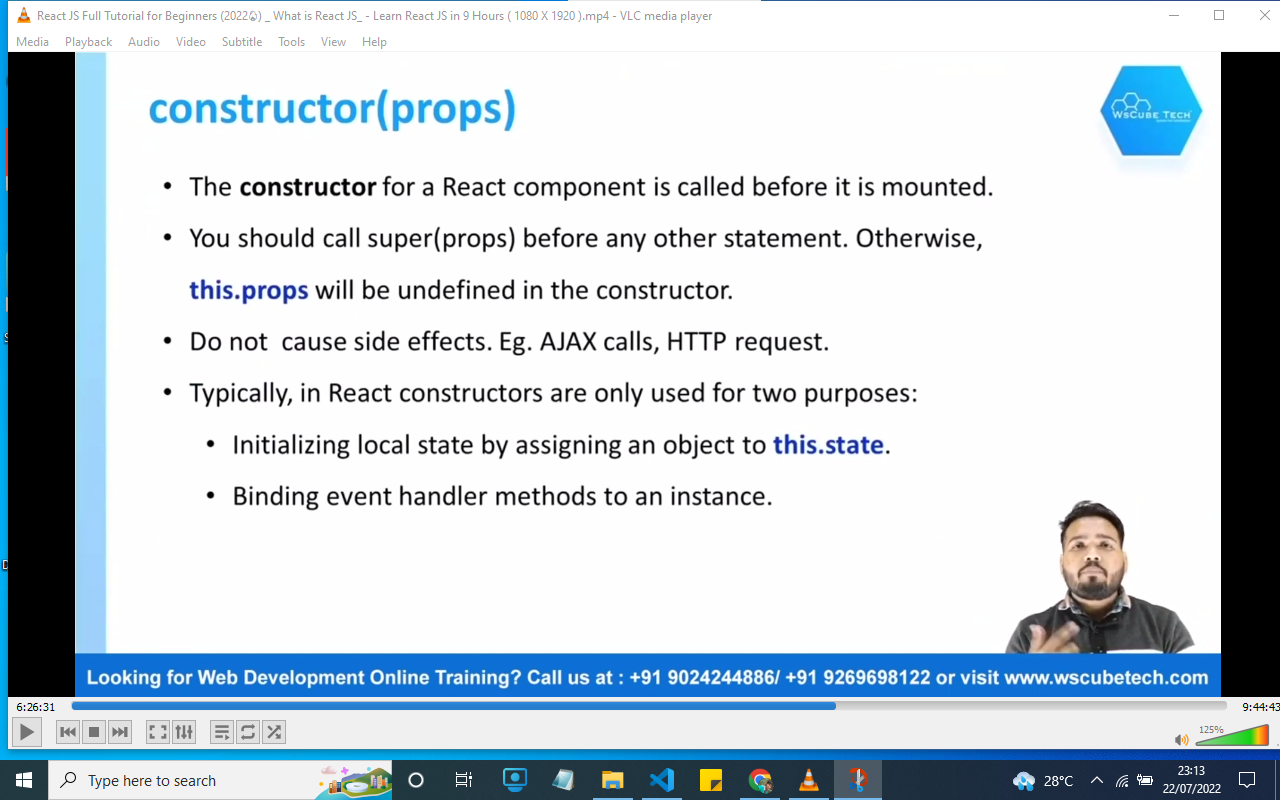 React JS Full Tutorial for Beginners (2022) _ What is React JS_ - Learn React JS in 9 Hours ( 1080 X 1920 ).mp4 - VLC media player
Media Playback Audio Video Subtitle Tools View Help
constructor(props)
WsCube Tech
• The constructor for a React component is called before it is mounted.
• You should call super(props) before any other statement. Otherwise,
this.props will be undefined in the constructor.
• Do not cause side effects. Eg. AJAX calls, HTTP request.
• Typically, in React constructors are only used for two purposes:
• Initializing local state by assigning an object to this.state.
• Binding event handler methods to an instance.
Looking for Web Development Online Training? Call us at : +91 9024244886/ +91 9269698122 or visit www.wscubetech.com
6:26:31 9:44:43
125%
Type here to search
28°C
23:13
22/07/2022